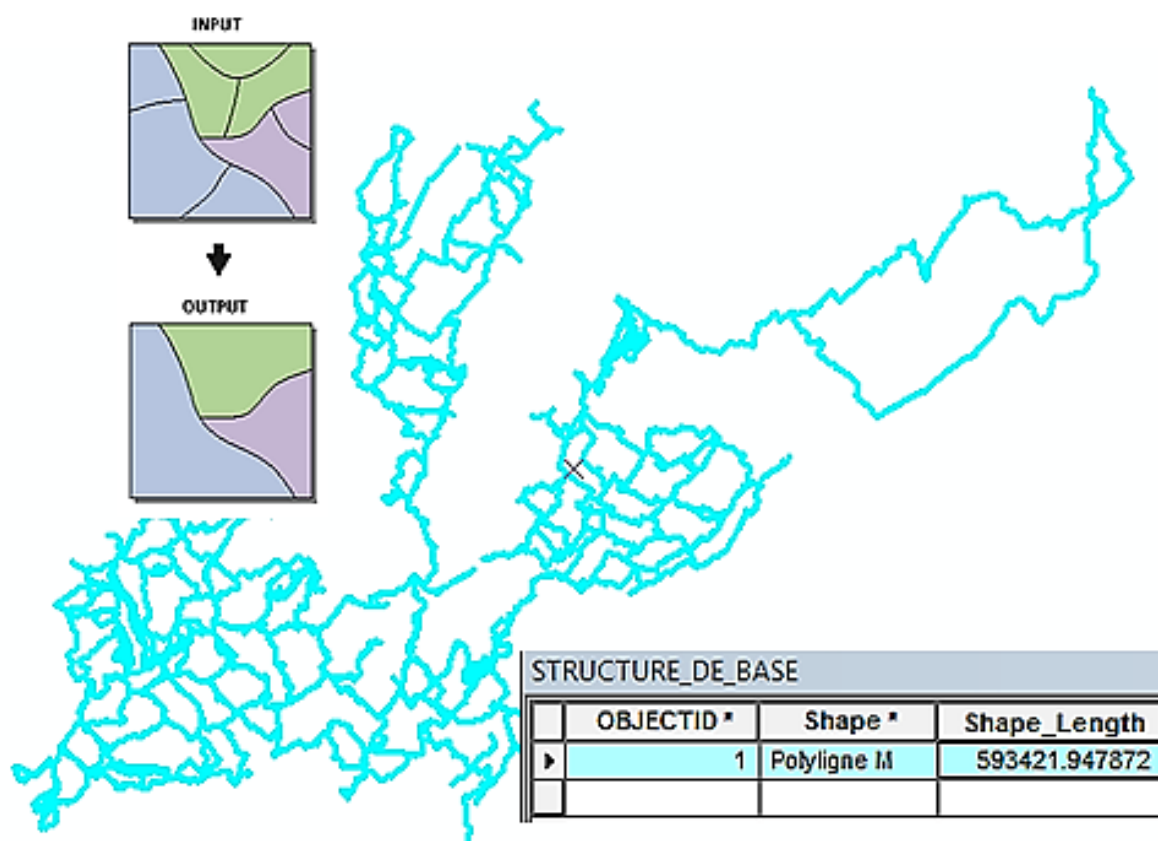 INPUT
OUTPUT
STRUCTURE_DE_BASE
OBJECTID * Shape * Shape_Length
1 Polyligne M 593421.947872